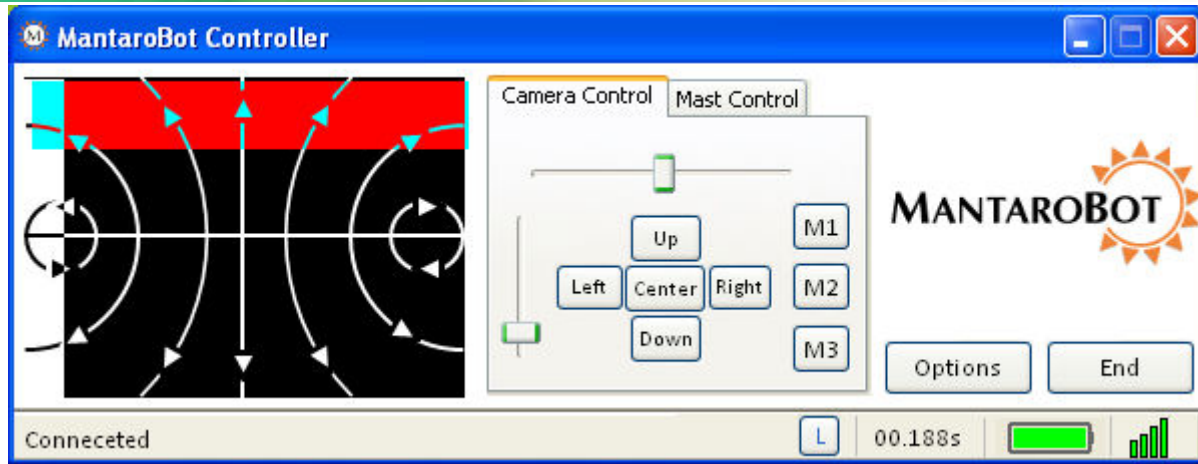 MantaroBot Controller
Camera Control Mast Control
Up
Left Center Right
Down
M1
M2
M3
MANTAROBOT
Options End
Conneceted L 00.188s